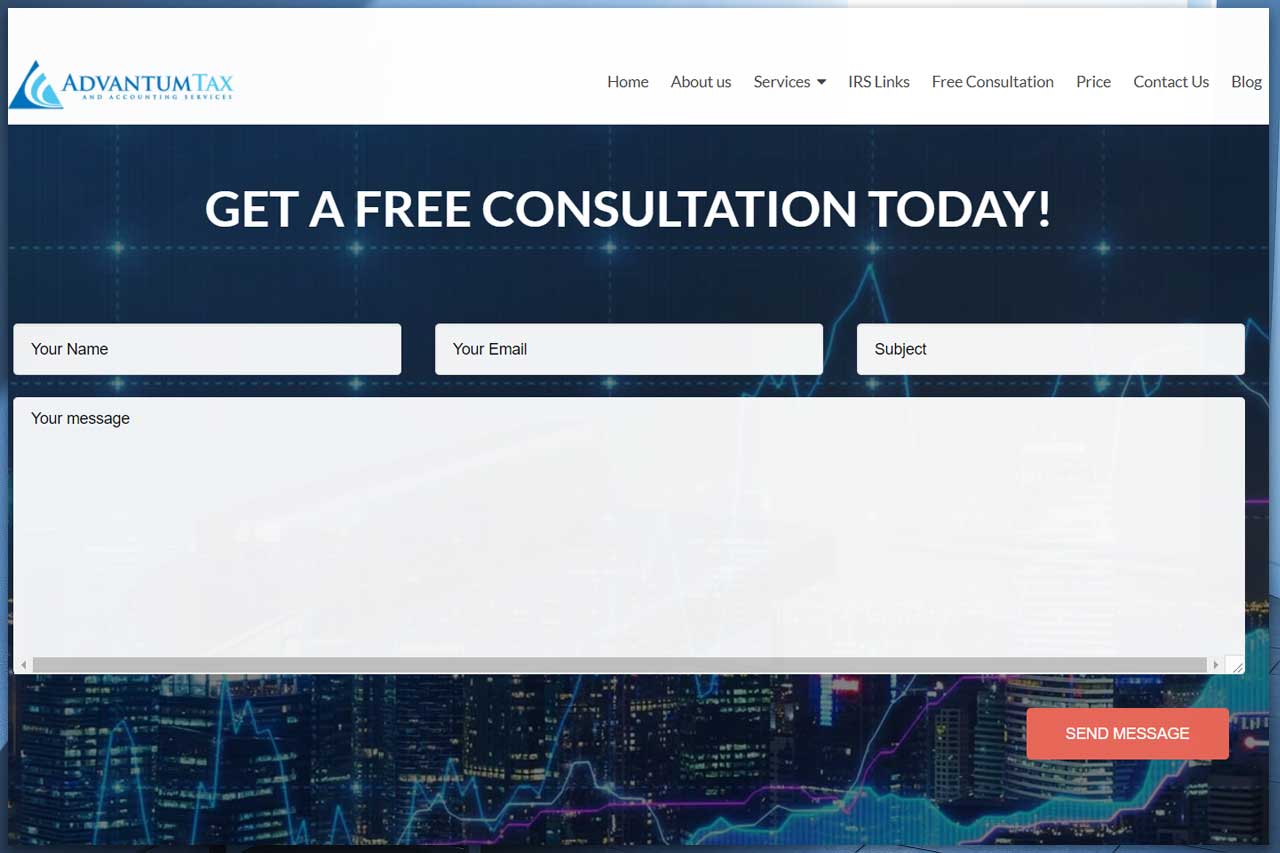 ADVANTUMTAX
AND ACCOUNTING SERVICES
Home About us Services IRS Links Free Consultation Price Contact Us Blog
GET A FREE CONSULTATION TODAY!
Your Name Your Email Subject
Your message
SEND MESSAGE